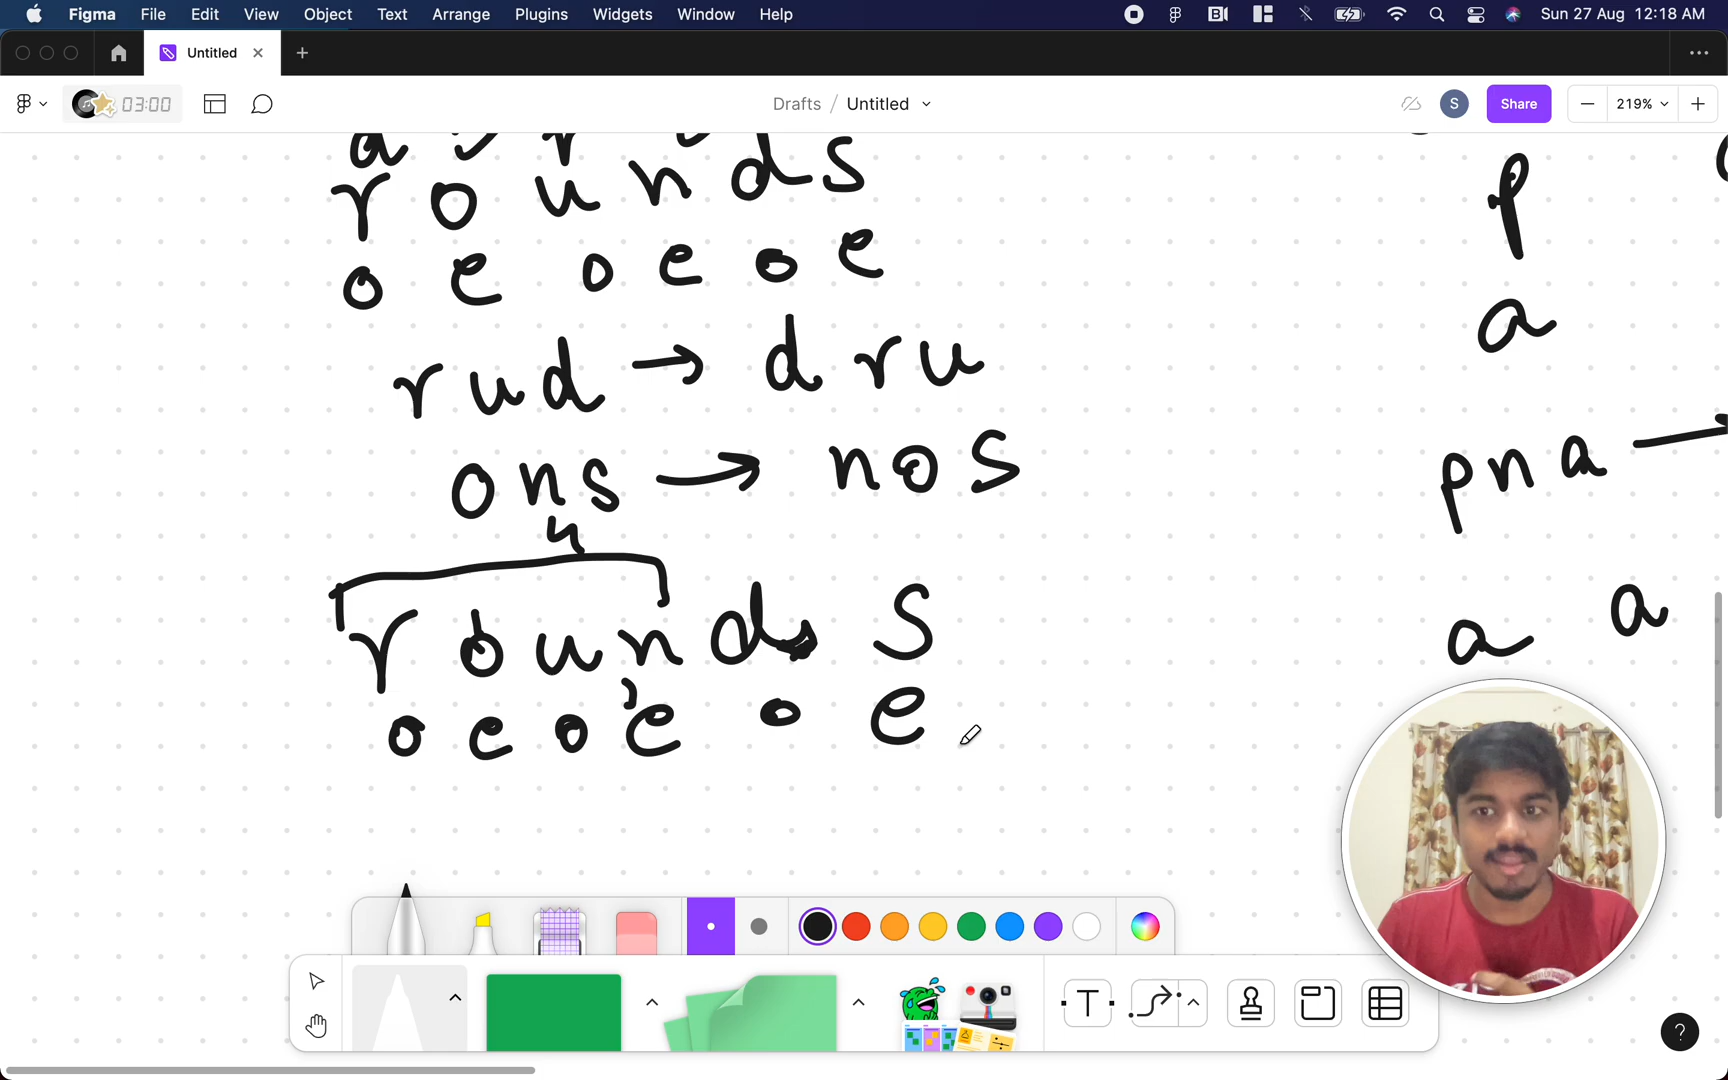 Figma File Edit View Object Text Arrange Plugins Widgets Window Help Sun 27 Aug 12:18 AM
Untitled
03:00 Drafts / Untitled S Share 219%
r o u n d s
p
o e o e o e
a
r u d → d r u
o n s → n o s
p n a →
r o u n d s
a a
o e o e o e
T
?